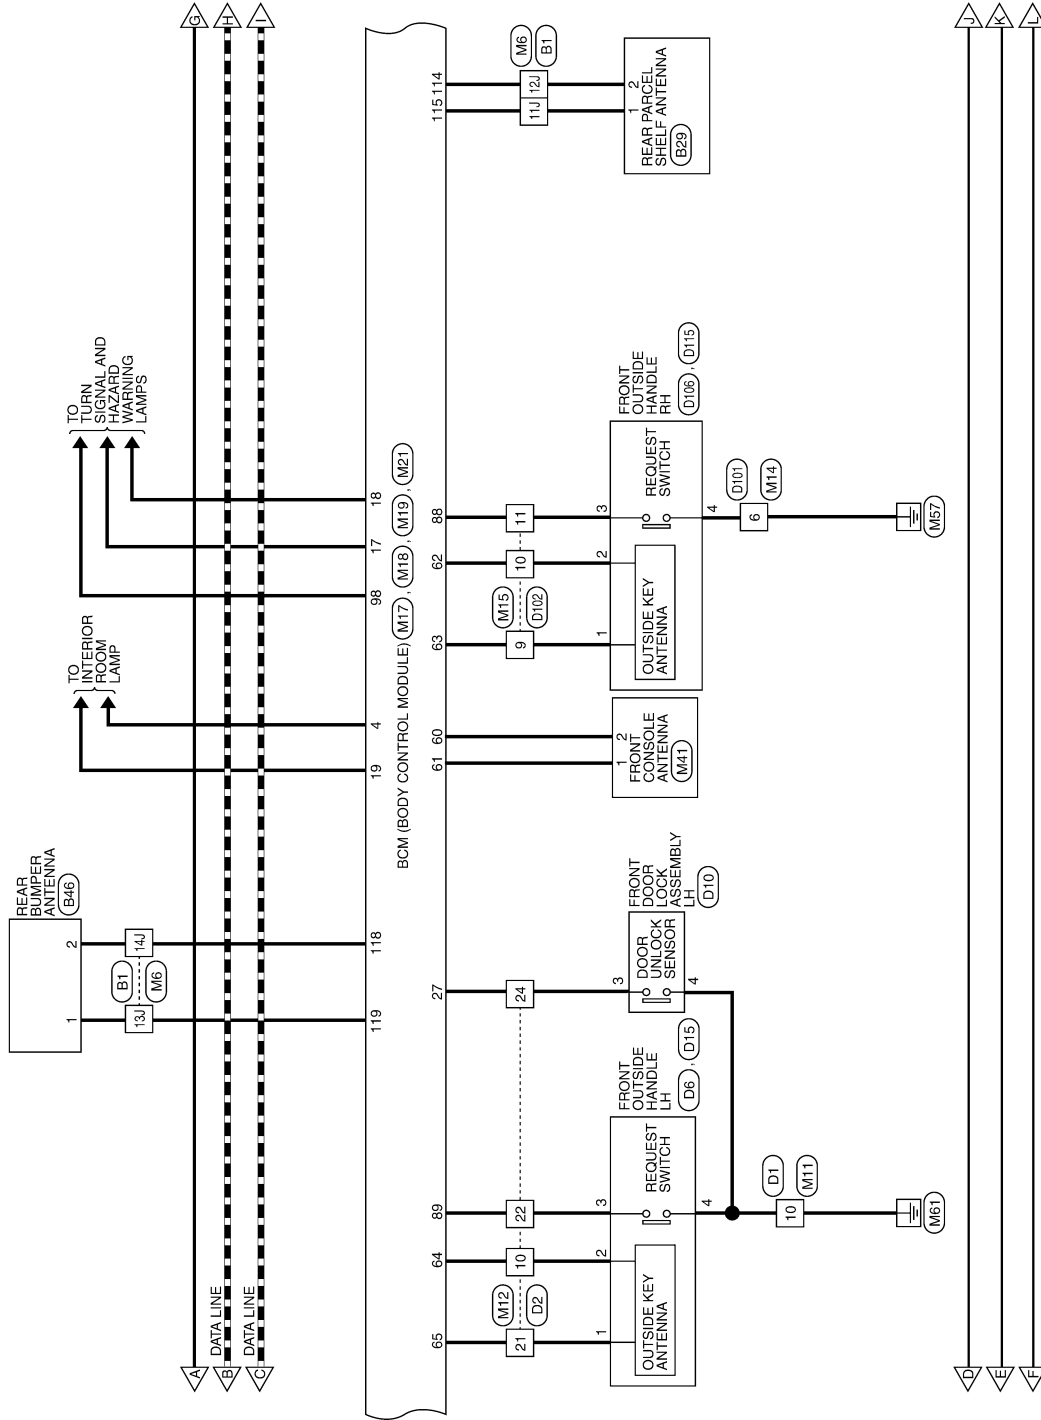 A
B
C
DATA LINE
DATA LINE
G
H
I
REAR
BUMPER
ANTENNA
B46
1
2
B1
M6
13J
14J
119
118
TO
INTERIOR
ROOM
LAMP
19
4
TO
TURN
SIGNAL AND
HAZARD
WARNING
LAMPS
98
17
18
BCM (BODY CONTROL MODULE) M17 , M18 , M19 , M21
65
64
89
27
61
60
63
62
88
115
114
M12
D2
21
10
22
24
1
2
3
OUTSIDE KEY
ANTENNA
REQUEST
SWITCH
FRONT
OUTSIDE
HANDLE
LH
D6 , D15
4
3
DOOR
UNLOCK
SENSOR
4
FRONT
DOOR
LOCK
ASSEMBLY
LH
D10
D1
M11
10
M61
1
2
FRONT
CONSOLE
ANTENNA
M41
M15
D102
9
10
11
1
2
3
OUTSIDE KEY
ANTENNA
REQUEST
SWITCH
FRONT
OUTSIDE
HANDLE
RH
D106 , D115
4
D101
M14
6
M57
M6
B1
11J
12J
1
2
REAR PARCEL
SHELF ANTENNA
B29
D
E
F
J
K
L